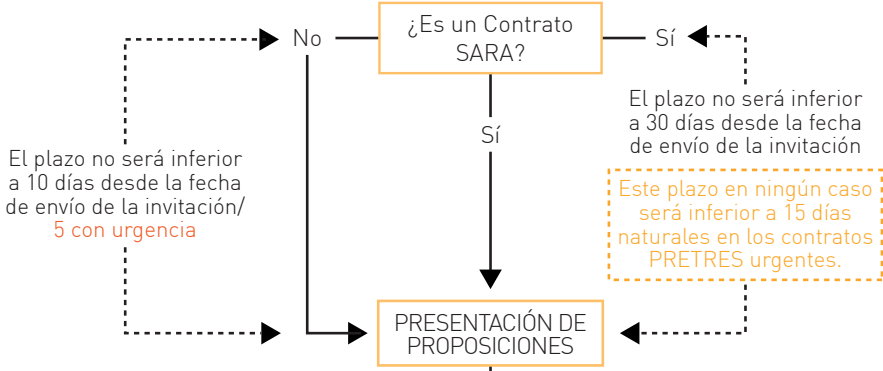 ¿Es un Contrato
SARA?
No
Sí
Sí
El plazo no será inferior
a 10 días desde la fecha
de envío de la invitación/
5 con urgencia
El plazo no será inferior
a 30 días desde la fecha
de envío de la invitación
Este plazo en ningún caso
será inferior a 15 días
naturales en los contratos
PRETRES urgentes.
PRESENTACIÓN DE
PROPOSICIONES